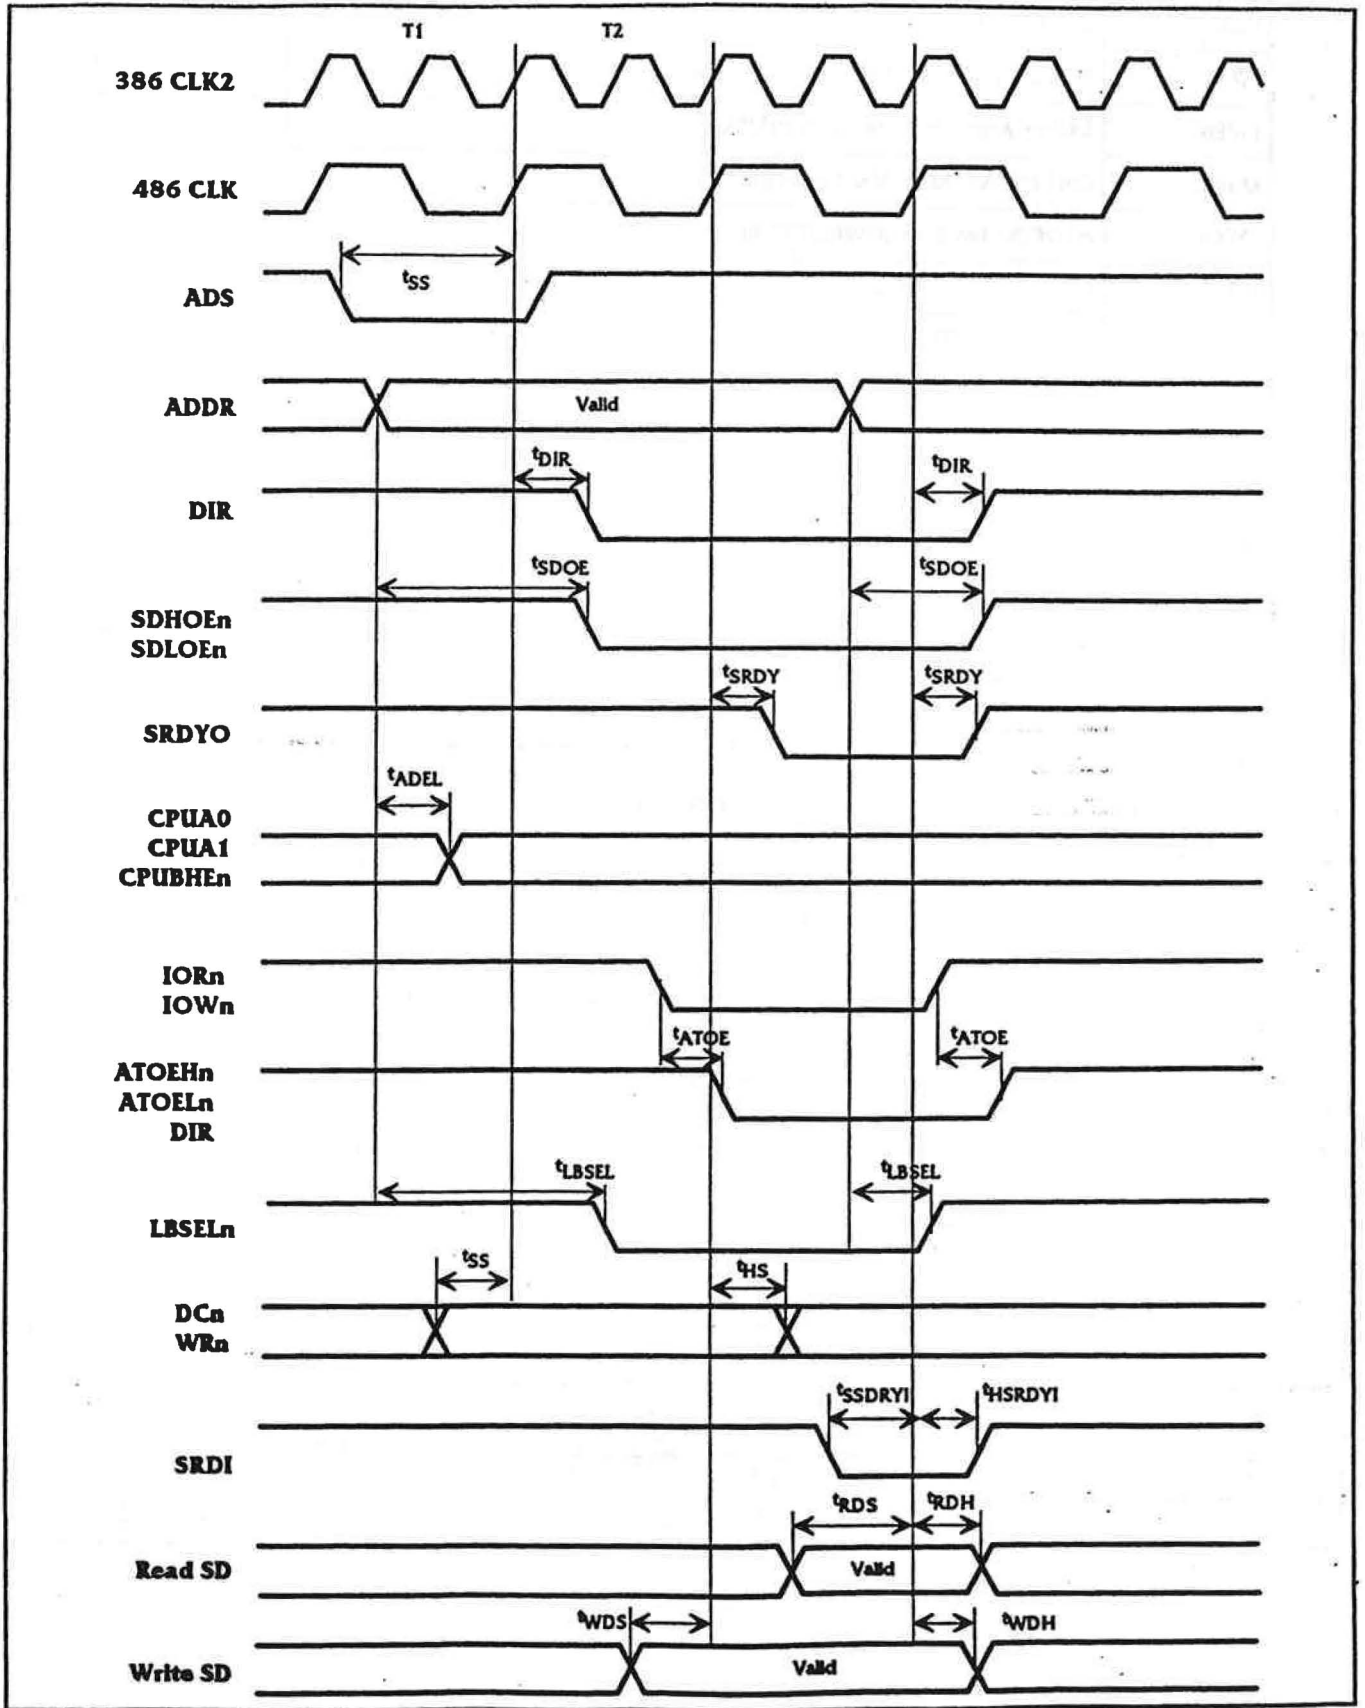 T1 T2
386 CLK2
486 CLK
tSS
ADS
ADDR
Valid
tDIR tDIR
DIR
tSDOE tSDOE
SDHOEn
SDLOEn
tSRDY tSRDY
SRDYO
tADEL
CPUA0
CPUA1
CPUBHEn
IORn
IOWn
tATOE tATOE
ATOEHn
ATOELn
DIR
tLBSEL tLBSEL
LBSELn
tSS tHS
DCn
WRn
tSSDRYI tHSRDYI
SRDI
tRDS tRDH
Read SD
Valid
tWDS tWDH
Write SD
Valid